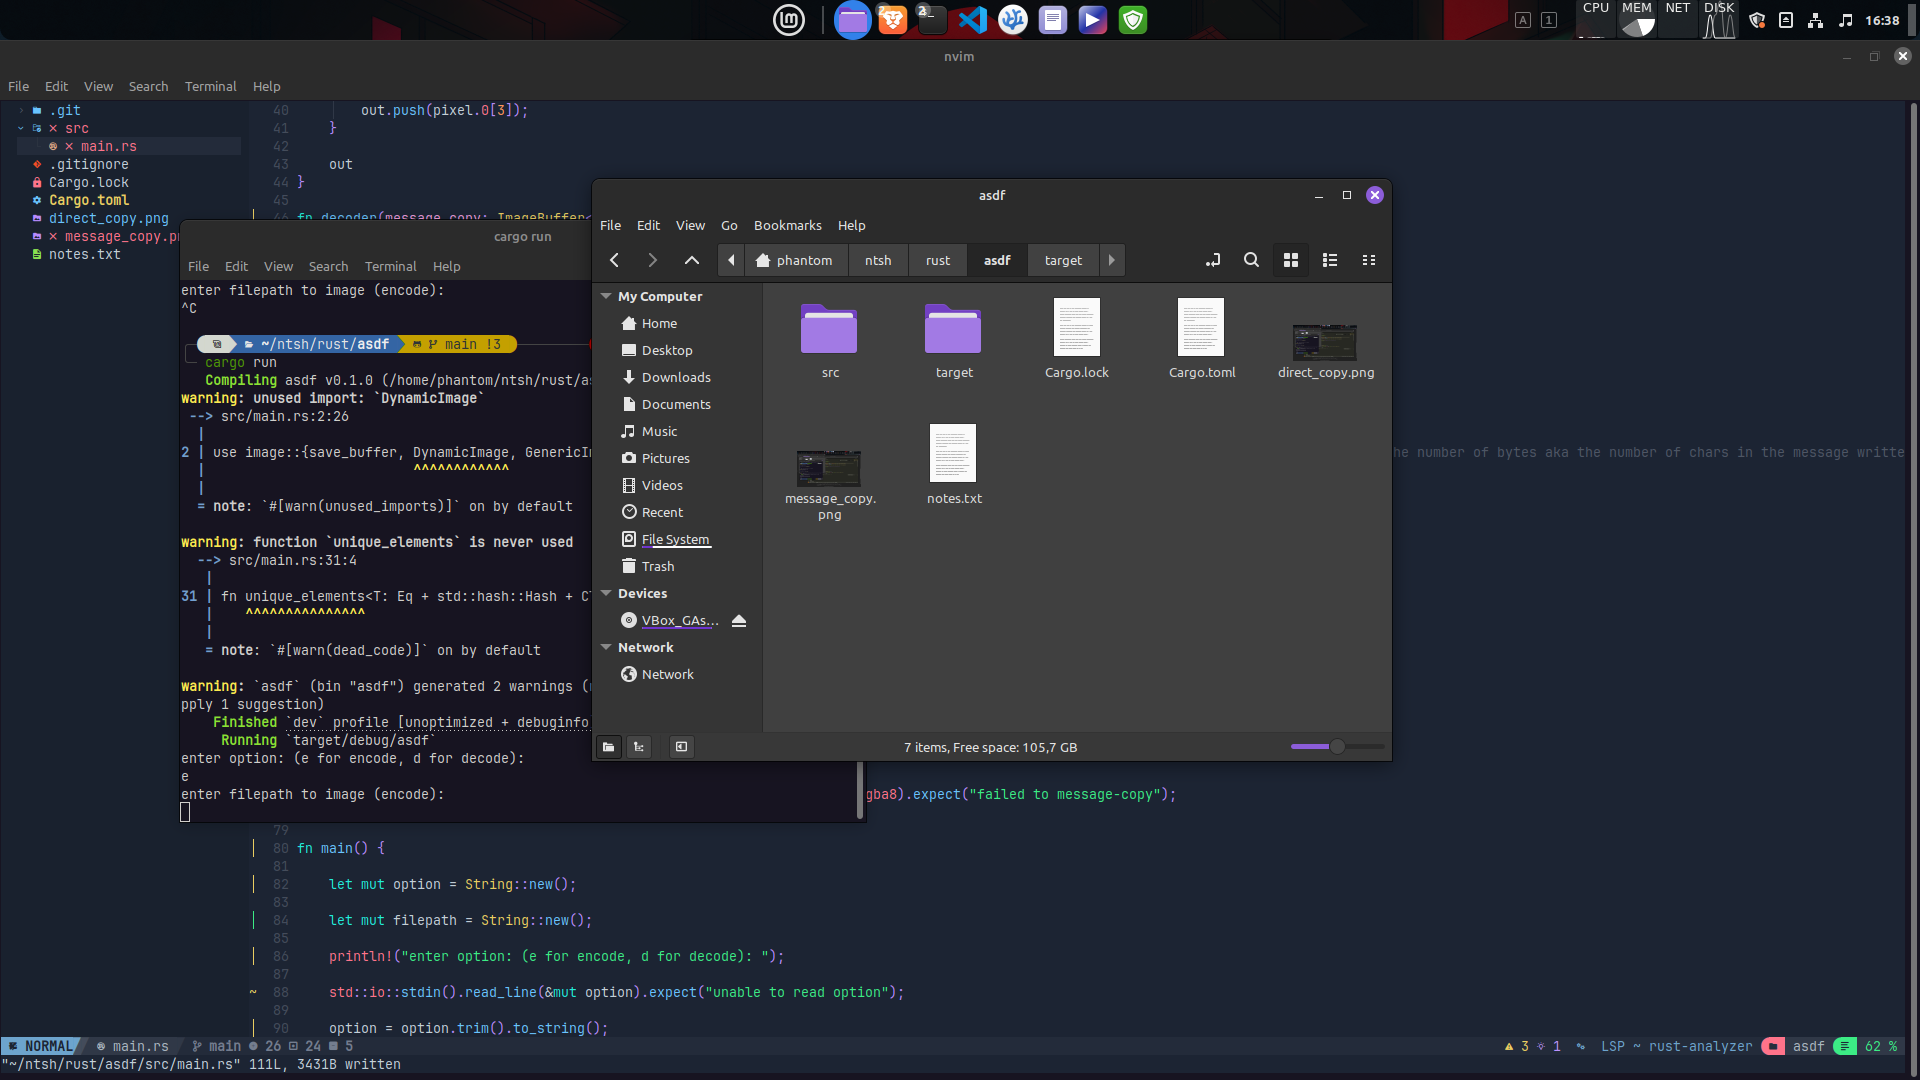 2
2
A
1
CPU
MEM
NET
DISK
16:38
nvim
File Edit View Search Terminal Help
.git
src
main.rs
.gitignore
Cargo.lock
Cargo.toml
direct_copy.png
message_copy.pn
notes.txt
40 out.push(pixel.0[3]);
41 }
42
43 out
44 }
45
46 fn decoder(message_copy: ImageBuffer<
he number of bytes aka the number of chars in the message writte
cargo run
File Edit View Search Terminal Help
enter filepath to image (encode):
^C
~/ntsh/rust/asdf main !3
cargo run
Compiling asdf v0.1.0 (/home/phantom/ntsh/rust/as
warning: unused import: `DynamicImage`
--> src/main.rs:2:26
|
2 | use image::{save_buffer, DynamicImage, GenericIm
| ^^^^^^^^^^^^
|
= note: `#[warn(unused_imports)]` on by default
warning: function `unique_elements` is never used
--> src/main.rs:31:4
|
31 | fn unique_elements<T: Eq + std::hash::Hash + Cl
| ^^^^^^^^^^^^^^^
|
= note: `#[warn(dead_code)]` on by default
warning: `asdf` (bin "asdf") generated 2 warnings (
pply 1 suggestion)
Finished `dev` profile [unoptimized + debuginfo
Running `target/debug/asdf`
enter option: (e for encode, d for decode):
e
enter filepath to image (encode):
asdf
File Edit View Go Bookmarks Help
phantom ntsh rust asdf target
My Computer
Home
Desktop
Downloads
Documents
Music
Pictures
Videos
Recent
File System
Trash
Devices
VBox_GAs...
Network
Network
src
target
Cargo.lock
Cargo.toml
direct_copy.png
message_copy.
png
notes.txt
7 items, Free space: 105,7 GB
gba8).expect("failed to message-copy");
79
80 fn main() {
81
82 let mut option = String::new();
83
84 let mut filepath = String::new();
85
86 println!("enter option: (e for encode, d for decode): ");
87
~ 88 std::io::stdin().read_line(&mut option).expect("unable to read option");
89
90 option = option.trim().to_string();
NORMAL main.rs main 26 24 5
3 1 LSP ~ rust-analyzer asdf 62 %
"~/ntsh/rust/asdf/src/main.rs" 111L, 3431B written